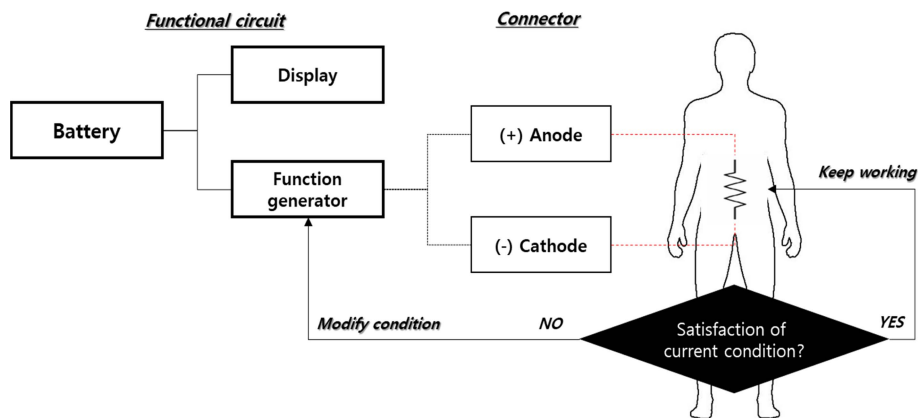 Functional circuit
Connector
Display
Battery
(+) Anode
Function
generator
Keep working
(-) Cathode
Modify condition
NO
Satisfaction of
current condition?
YES